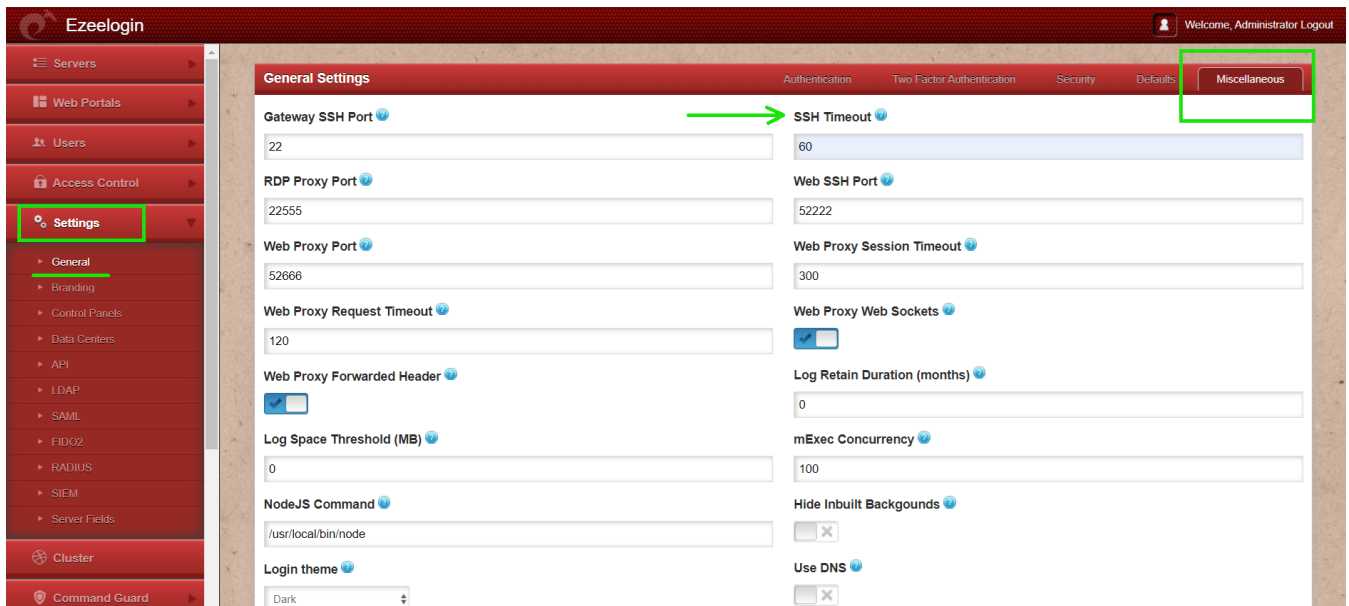 Ezeelogin
Welcome, Administrator Logout
Servers
Web Portals
Users
Access Control
Settings
General
Branding
Control Panels
Data Centers
API
LDAP
SAML
FIDO2
RADIUS
SIEM
Server Fields
Cluster
Command Guard
General Settings
Authentication
Two Factor Authentication
Security
Defaults
Miscellaneous
Gateway SSH Port
22
SSH Timeout
60
RDP Proxy Port
22555
Web SSH Port
52222
Web Proxy Port
52666
Web Proxy Session Timeout
300
Web Proxy Request Timeout
120
Web Proxy Web Sockets
Web Proxy Forwarded Header
Log Retain Duration (months)
0
Log Space Threshold (MB)
0
mExec Concurrency
100
NodeJS Command
/usr/local/bin/node
Hide Inbuilt Backgounds
Login theme
Dark
Use DNS